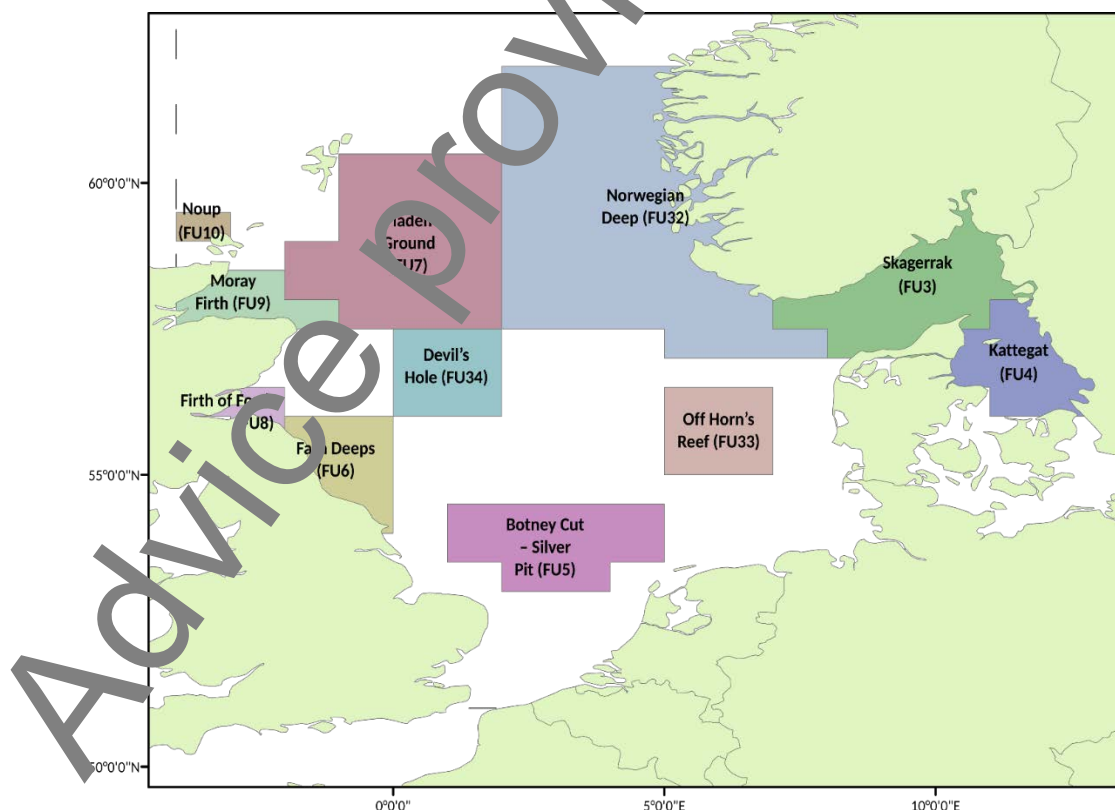 Advice prov
60°0'0"N
Norwegian
Deep (FU32)
Noup
(FU10)
Ground
Skagerrak
(FU3)
Moray
Firth (FU9)
Devil's
Hole (FU34)
Kattegat
(FU4)
Firth of
Off Horn's
Reef (FU33)
Deeps
(FU6)
55°0'0"N
Botney Cut
– Silver
Pit (FU5)
0°0'0"
5°0'0"E
10°0'0"E